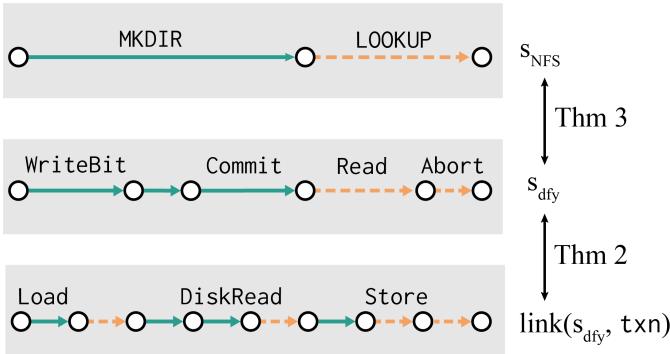 MKDIR LOOKUP s_NFS
Thm 3
WriteBit Commit Read Abort s_dfy
Thm 2
Load DiskRead Store link(s_dfy, txn)